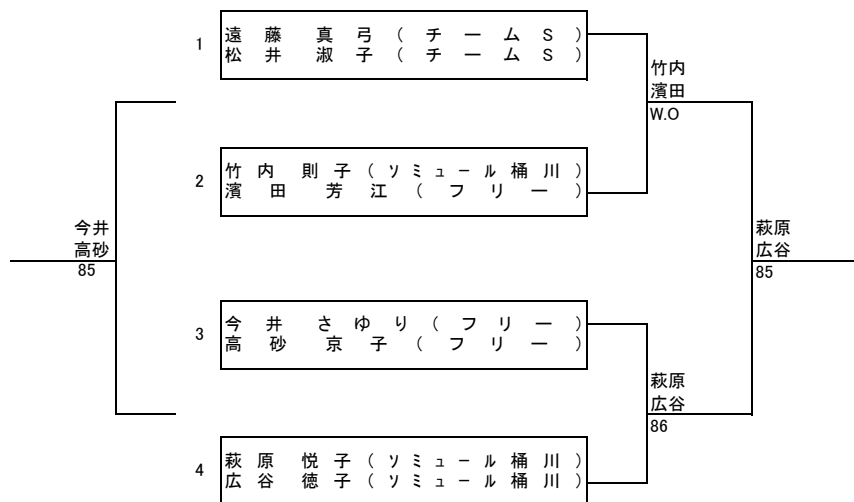 1
遠藤 真弓(チームS)
松井 淑子(チームS)
竹内
濱田
W.O
2
竹内 則子(ソミュール桶川)
濱田 芳江(フリー)
今井
高砂
85
萩原
広谷
85
3
今井 さゆり(フリー)
高砂 京子(フリー)
萩原
広谷
86
4
萩原 悦子(ソミュール桶川)
広谷 徳子(ソミュール桶川)